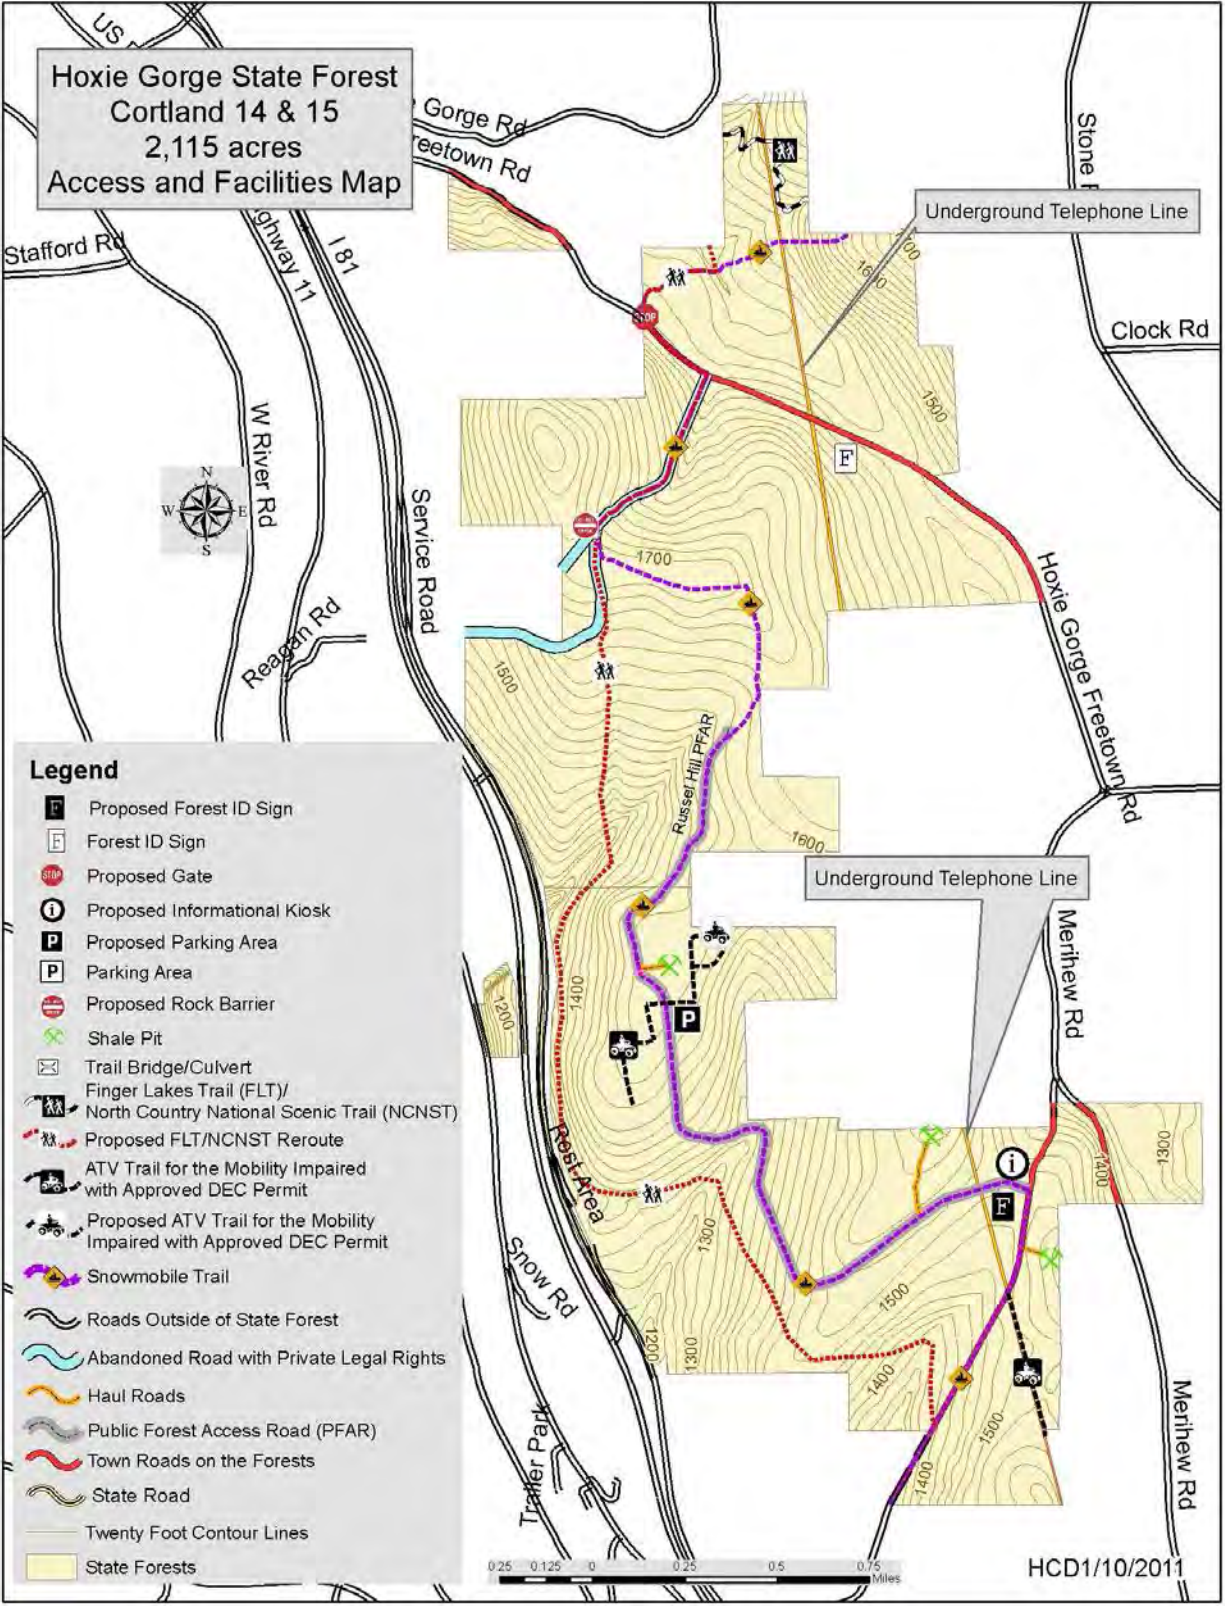 US
Hoxie Gorge State Forest
Cortland 14 & 15
2,115 acres
Access and Facilities Map
Gorge Rd
reetown Rd
Stafford Rd
ghway 11
I 81
Stone
Underground Telephone Line
1600
Clock Rd
1500
STOP
F
W River Rd
N
W E
S
Service Road
1700
Hoxie Gorge Freetown Rd
Reagan Rd
1500
Russel Hill PFAR
1600
Underground Telephone Line
Merihew Rd
1400
1200
P
Rest Area
i
F
1300
1400
1300
Snow Rd
1500
1200
1300
1400
1500
1400
Trailer Park
Merihew Rd
Legend
F Proposed Forest ID Sign
F Forest ID Sign
STOP Proposed Gate
i Proposed Informational Kiosk
P Proposed Parking Area
P Parking Area
Proposed Rock Barrier
Shale Pit
Trail Bridge/Culvert
Finger Lakes Trail (FLT)/
North Country National Scenic Trail (NCNST)
Proposed FLT/NCNST Reroute
ATV Trail for the Mobility Impaired
with Approved DEC Permit
Proposed ATV Trail for the Mobility
Impaired with Approved DEC Permit
Snowmobile Trail
Roads Outside of State Forest
Abandoned Road with Private Legal Rights
Haul Roads
Public Forest Access Road (PFAR)
Town Roads on the Forests
State Road
Twenty Foot Contour Lines
State Forests
0.25 0.125 0 0.25 0.5 0.75
Miles
HCD1/10/2011